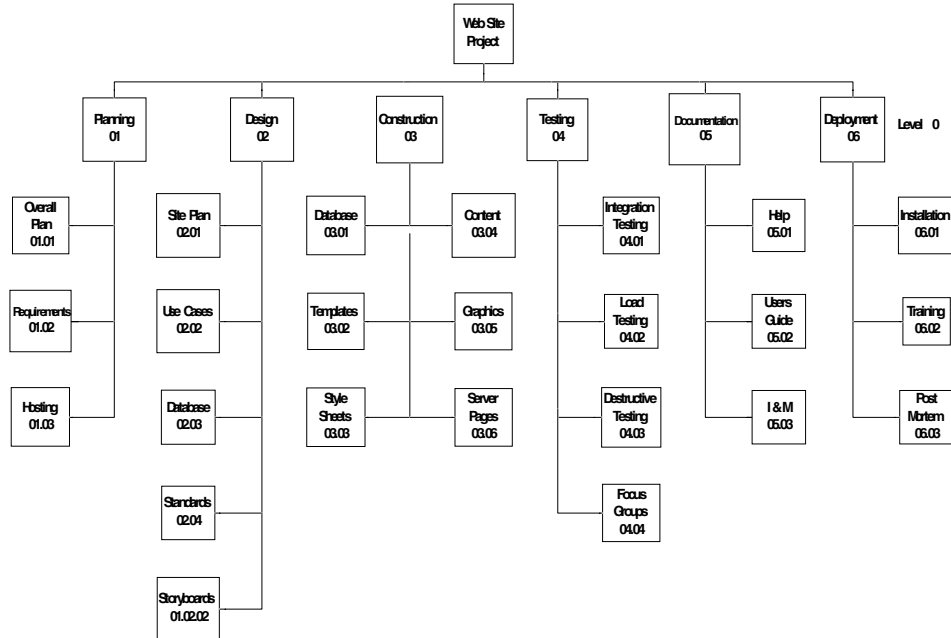 Web Site
Project
Planning
01
Design
02
Construction
03
Testing
04
Documentation
05
Deployment
06
Level 0
Overall
Plan
01.01
Requirements
01.02
Hosting
01.03
Site Plan
02.01
Use Cases
02.02
Database
02.03
Standards
02.04
Storyboards
01.02.02
Database
03.01
Templates
03.02
Style
Sheets
03.03
Content
03.04
Graphics
03.05
Server
Pages
03.06
Integration
Testing
04.01
Load
Testing
04.02
Destructive
Testing
04.03
Focus
Groups
04.04
Help
05.01
Users
Guide
05.02
I & M
05.03
Installation
06.01
Training
06.02
Post
Mortem
06.03